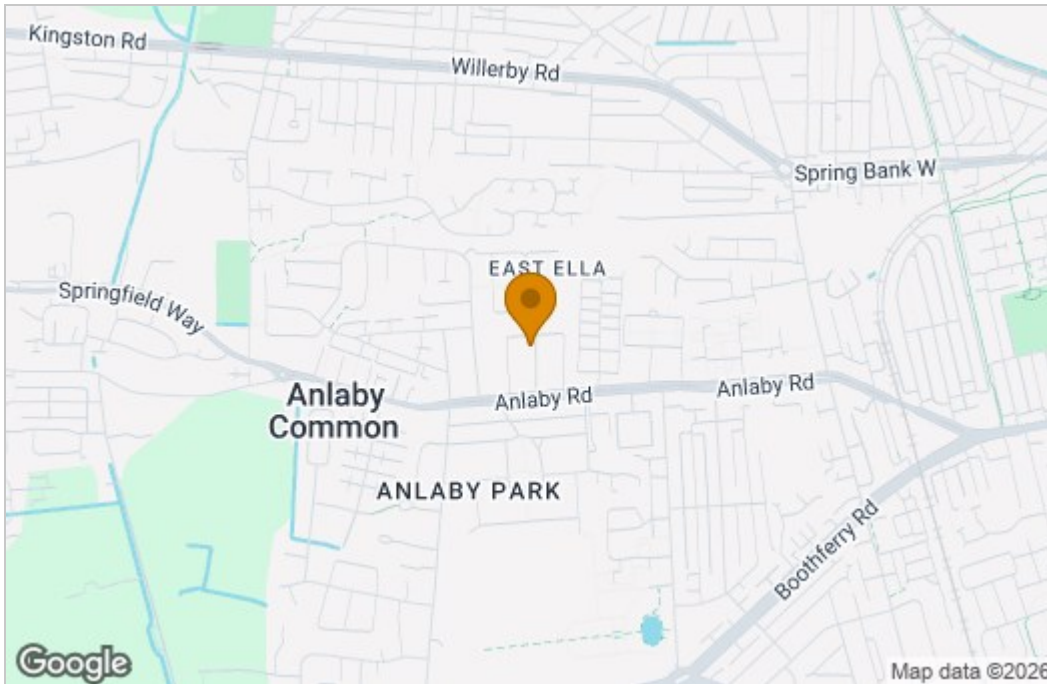 Kingston Rd
Willerby Rd
Spring Bank W
EAST ELLA
Springfield Way
Anlaby
Common
Anlaby Rd
Anlaby Rd
ANLABY PARK
Boothferry Rd
Google
Map data ©2026